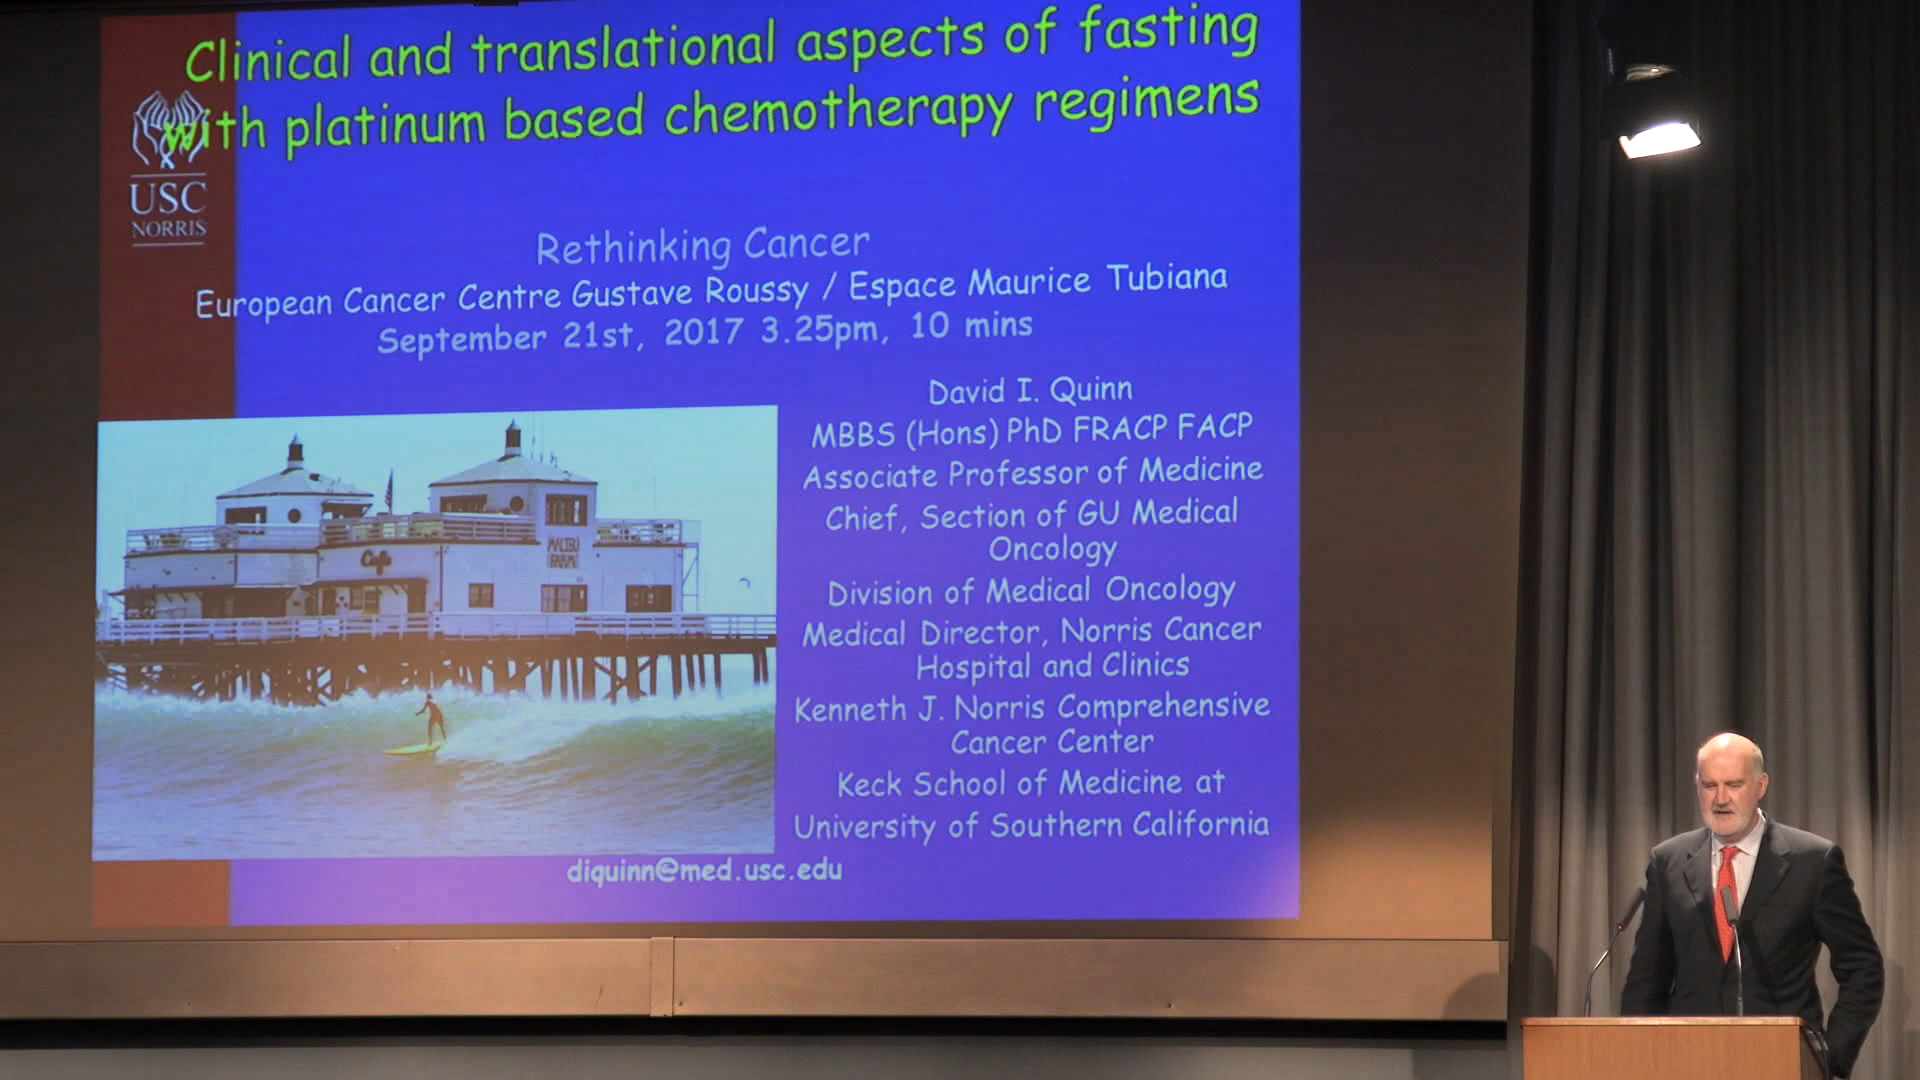 Clinical and translational aspects of fasting
with platinum based chemotherapy regimens
USC
NORRIS
Rethinking Cancer
European Cancer Centre Gustave Roussy / Espace Maurice Tubiana
September 21st, 2017 3.25pm, 10 mins
David I. Quinn
MBBS (Hons) PhD FRACP FACP
Associate Professor of Medicine
Chief, Section of GU Medical
Oncology
Division of Medical Oncology
Medical Director, Norris Cancer
Hospital and Clinics
Kenneth J. Norris Comprehensive
Cancer Center
Keck School of Medicine at
University of Southern California
Cafe
MALIBU
FARM
diquinn@med.usc.edu